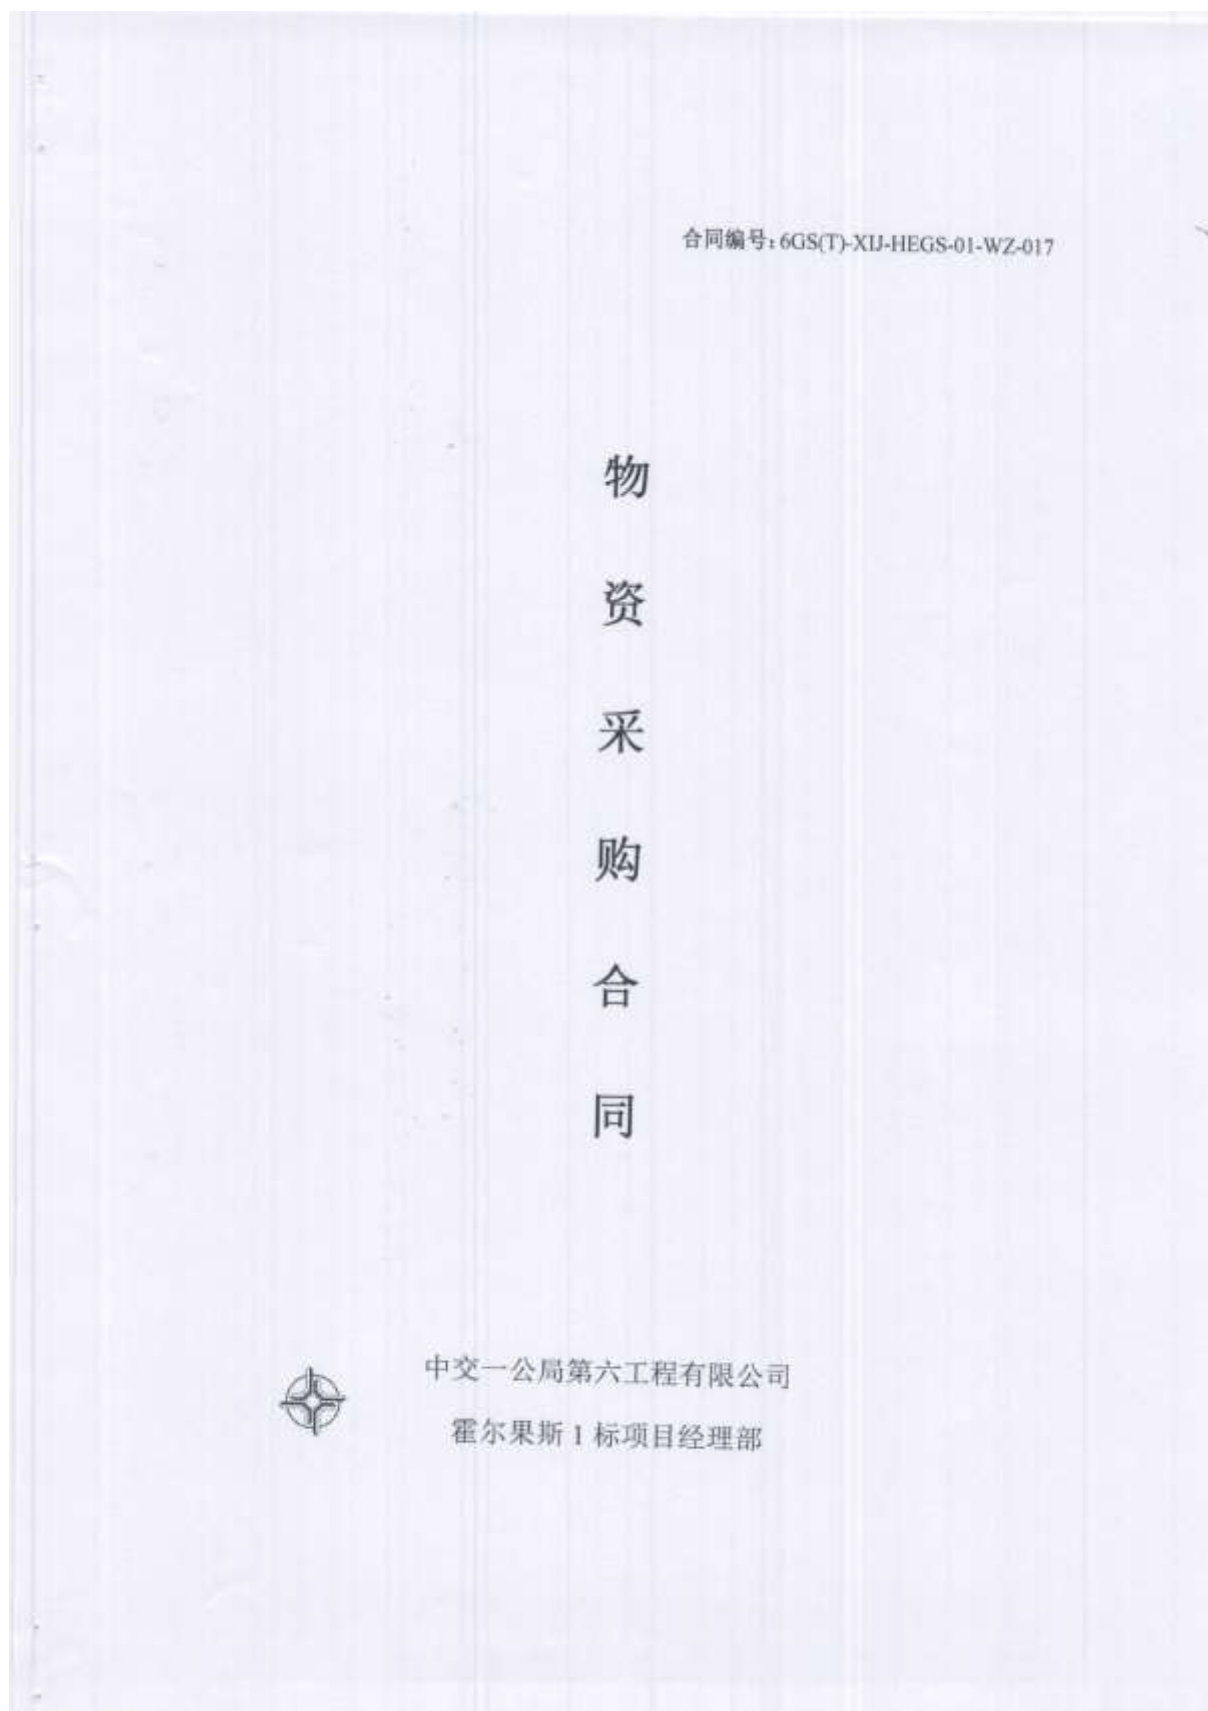 合同编号：6GS(T)-XIJ-HEGS-01-WZ-017
物
资
采
购
合
同
中交一公局第六工程有限公司
霍尔果斯1标项目经理部